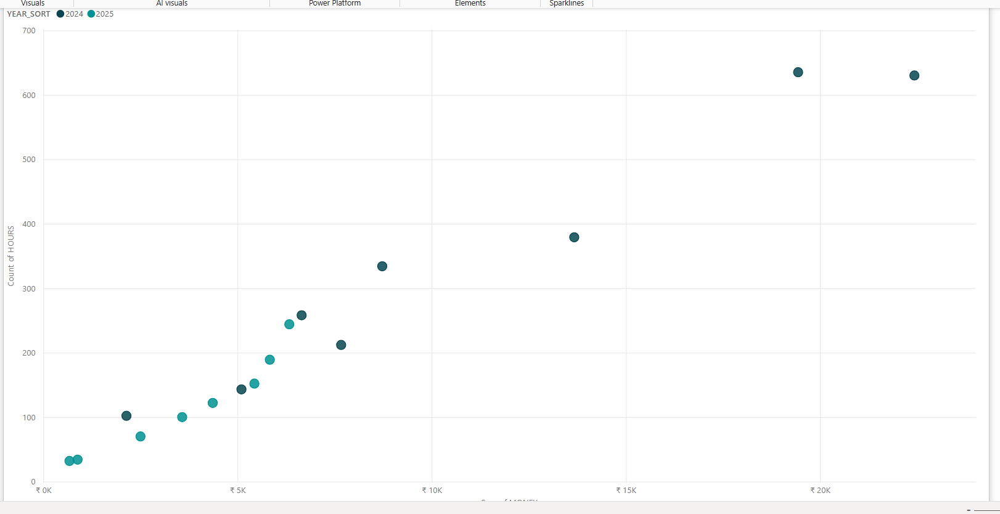 Visuals AI visuals Power Platform Elements Sparklines
YEAR_SORT 2024 2025
700
600
500
400
300
200
100
0
Count of HOURS
₹ 0K ₹ 5K ₹ 10K ₹ 15K ₹ 20K